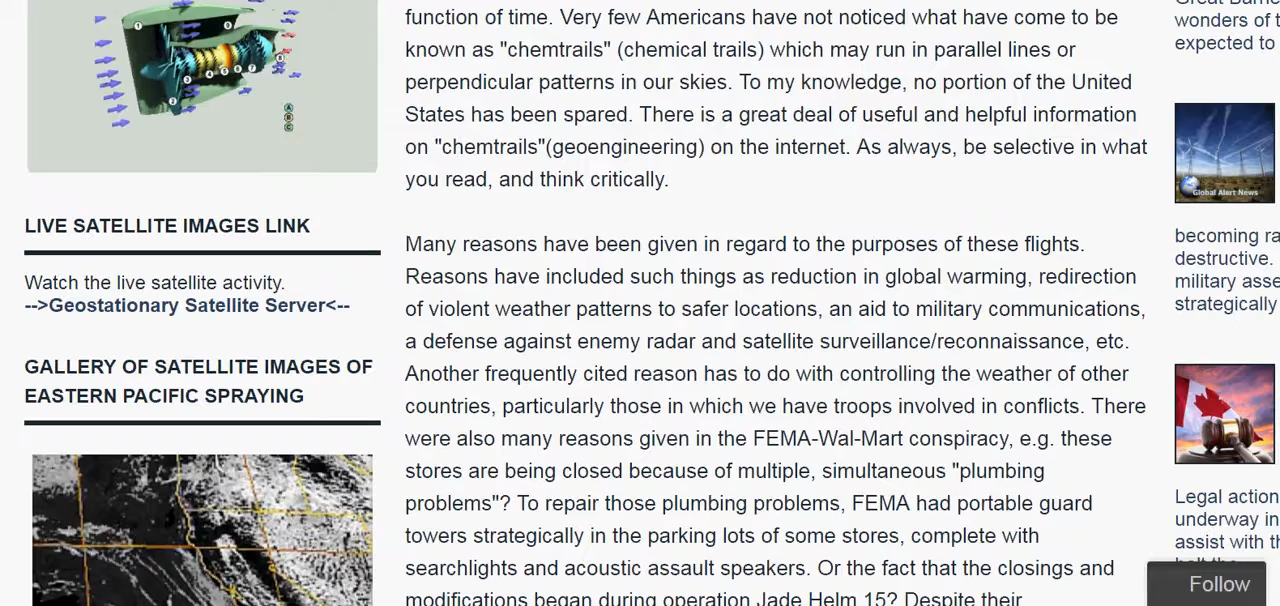 LIVE SATELLITE IMAGES LINK
Watch the live satellite activity.
-->Geostationary Satellite Server<--
GALLERY OF SATELLITE IMAGES OF
EASTERN PACIFIC SPRAYING
function of time. Very few Americans have not noticed what have come to be
known as "chemtrails" (chemical trails) which may run in parallel lines or
perpendicular patterns in our skies. To my knowledge, no portion of the United
States has been spared. There is a great deal of useful and helpful information
on "chemtrails"(geoengineering) on the internet. As always, be selective in what
you read, and think critically.
Many reasons have been given in regard to the purposes of these flights.
Reasons have included such things as reduction in global warming, redirection
of violent weather patterns to safer locations, an aid to military communications,
a defense against enemy radar and satellite surveillance/reconnaissance, etc.
Another frequently cited reason has to do with controlling the weather of other
countries, particularly those in which we have troops involved in conflicts. There
were also many reasons given in the FEMA-Wal-Mart conspiracy, e.g. these
stores are being closed because of multiple, simultaneous "plumbing
problems"? To repair those plumbing problems, FEMA had portable guard
towers strategically in the parking lots of some stores, complete with
searchlights and acoustic assault speakers. Or the fact that the closings and
modifications began during operation Jade Helm 15? Despite their
wonders of t
expected to
Global Alert News
becoming ra
destructive.
military asse
strategically
Legal action
underway in
assist with th
Follow